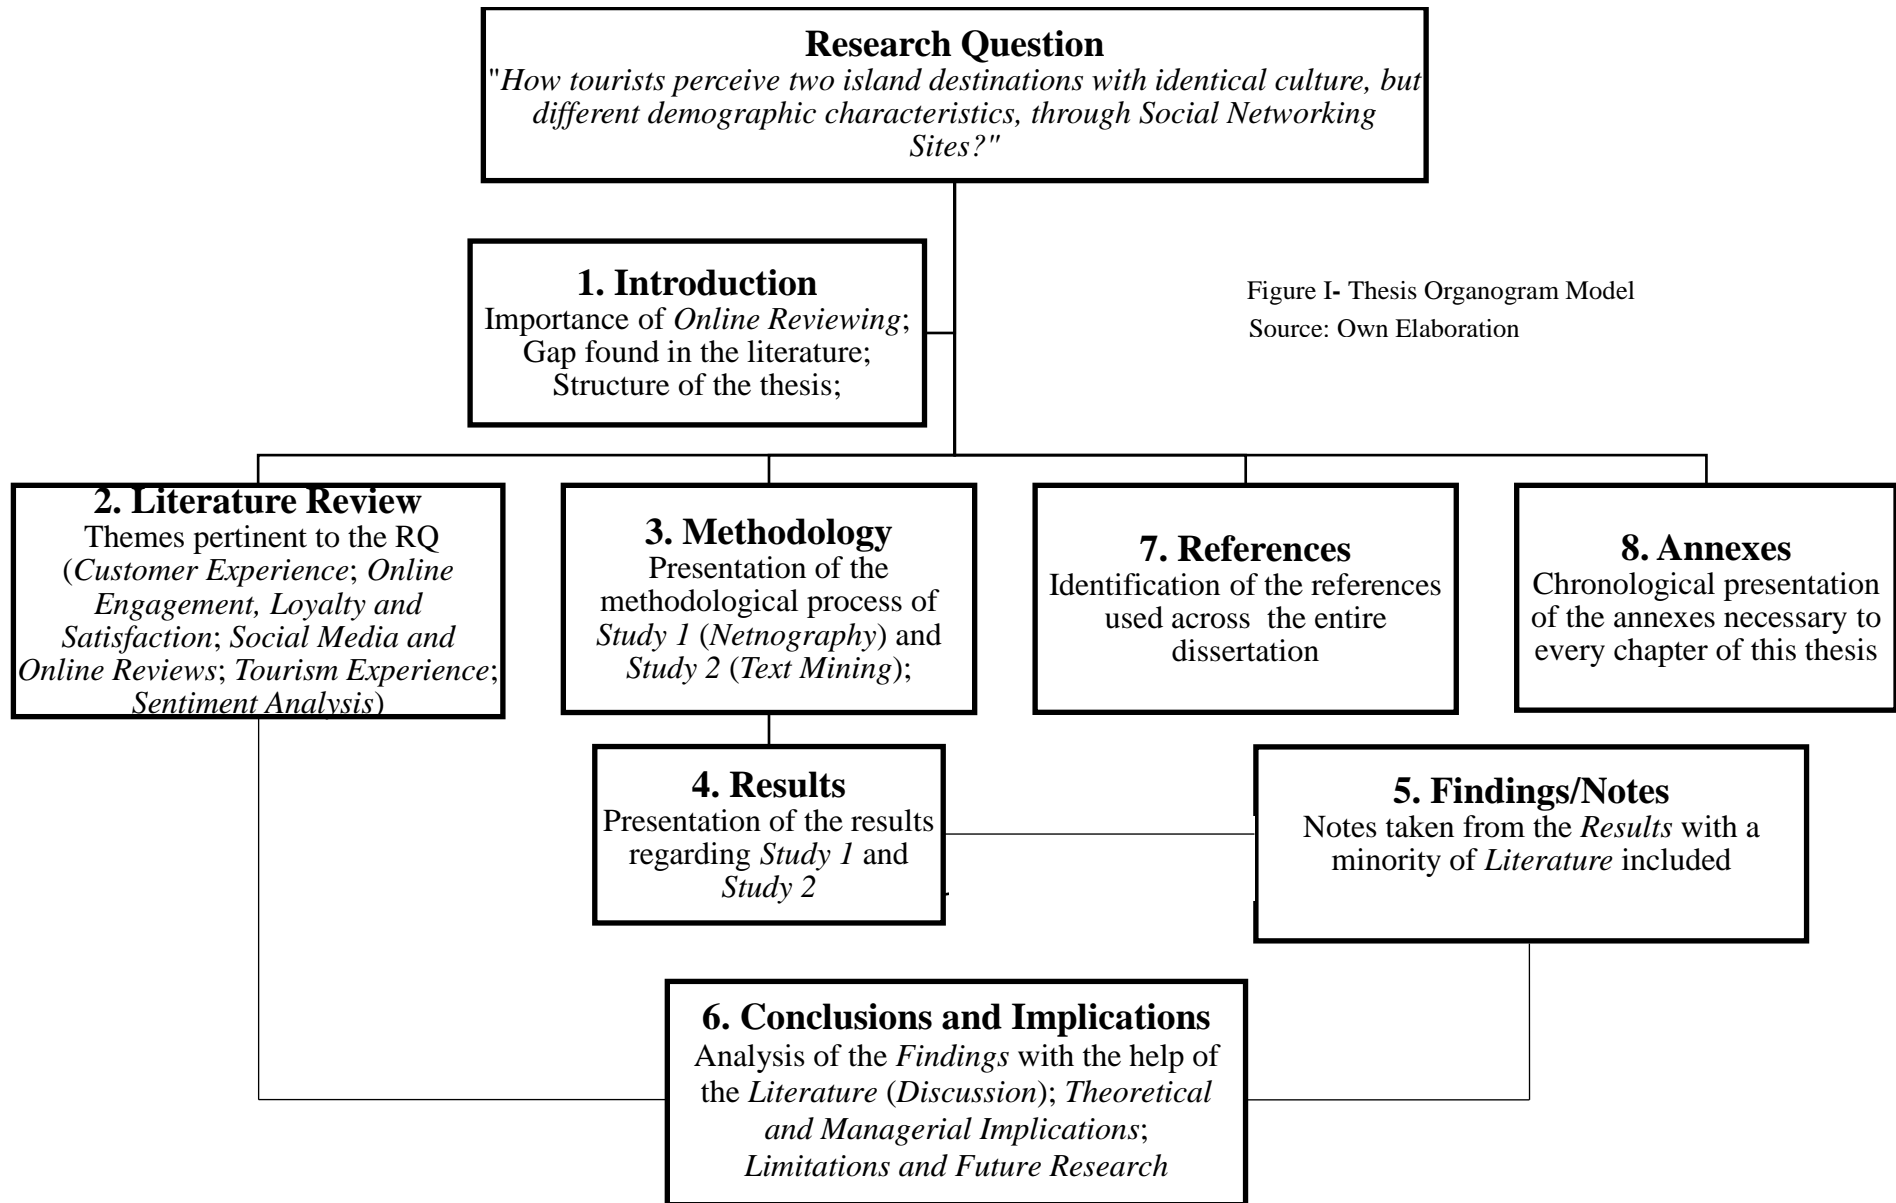 Research Question
"How tourists perceive two island destinations with identical culture, but
different demographic characteristics, through Social Networking
Sites?"
1. Introduction
Importance of Online Reviewing;
Gap found in the literature;
Structure of the thesis;
Figure I- Thesis Organogram Model
Source: Own Elaboration
2. Literature Review
Themes pertinent to the RQ
(Customer Experience; Online
Engagement, Loyalty and
Satisfaction; Social Media and
Online Reviews; Tourism Experience;
Sentiment Analysis)
3. Methodology
Presentation of the
methodological process of
Study 1 (Netnography) and
Study 2 (Text Mining);
7. References
Identification of the references
used across the entire
dissertation
8. Annexes
Chronological presentation
of the annexes necessary to
every chapter of this thesis
4. Results
Presentation of the results
regarding Study 1 and
Study 2
5. Findings/Notes
Notes taken from the Results with a
minority of Literature included
6. Conclusions and Implications
Analysis of the Findings with the help of
the Literature (Discussion); Theoretical
and Managerial Implications;
Limitations and Future Research